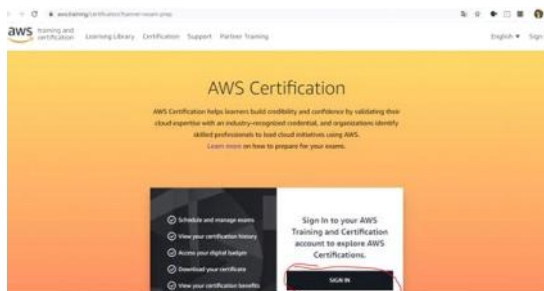 aws training and certification
Learning Library Certification Support Partner Training English
AWS Certification
AWS Certification helps learners build credibility and confidence by validating their
cloud expertise with an industry-recognized credential, and organizations identify
skilled professionals to lead cloud initiatives using AWS.
Learn more on how to prepare for your exams.
Schedule and manage exams
View your certification history
Access your digital badges
Download your certificate
View your certification benefits
Sign In to your AWS
Training and Certification
account to explore AWS
Certifications.
SIGN IN